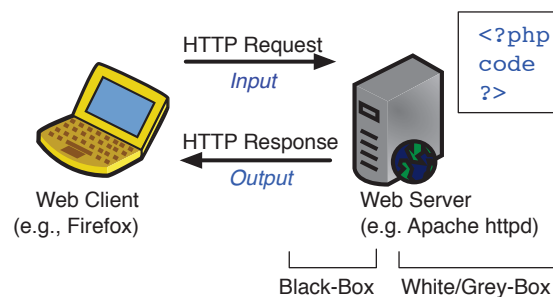 HTTP Request
Input
<?php
code
?>
HTTP Response
Output
Web Client
(e.g., Firefox)
Web Server
(e.g. Apache httpd)
Black-Box
White/Grey-Box